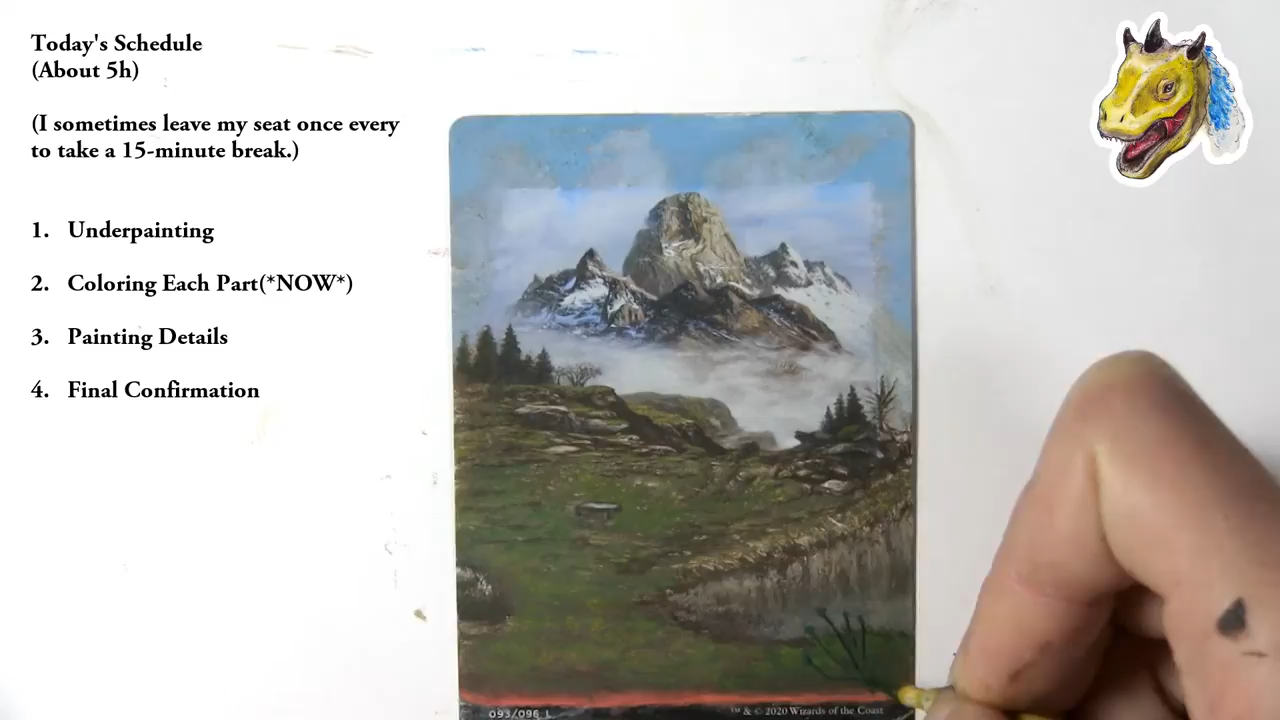 Today's Schedule
(About 5h)
(I sometimes leave my seat once every
to take a 15-minute break.)
1. Underpainting
2. Coloring Each Part(*NOW*)
3. Painting Details
4. Final Confirmation
093/096 L
™ & © 2020 Wizards of the Coast